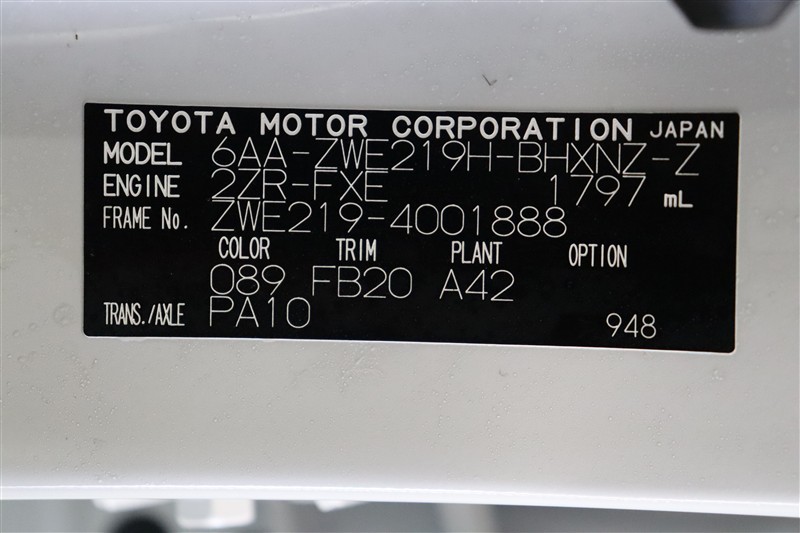 TOYOTA MOTOR CORPORATION JAPAN
MODEL 6AA-ZWE219H-BHXNZ-Z
ENGINE 2ZR-FXE 1797 mL
FRAME No. ZWE219-4001888
COLOR TRIM PLANT OPTION
089 FB20 A42
TRANS./AXLE PA10 948